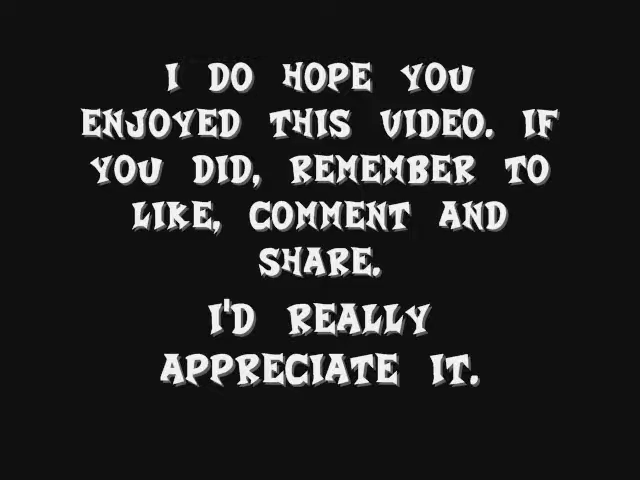 I DO HOPE YOU
ENJOYED THIS VIDEO. IF
YOU DID, REMEMBER TO
LIKE, COMMENT AND
SHARE.
I'D REALLY
APPRECIATE IT.